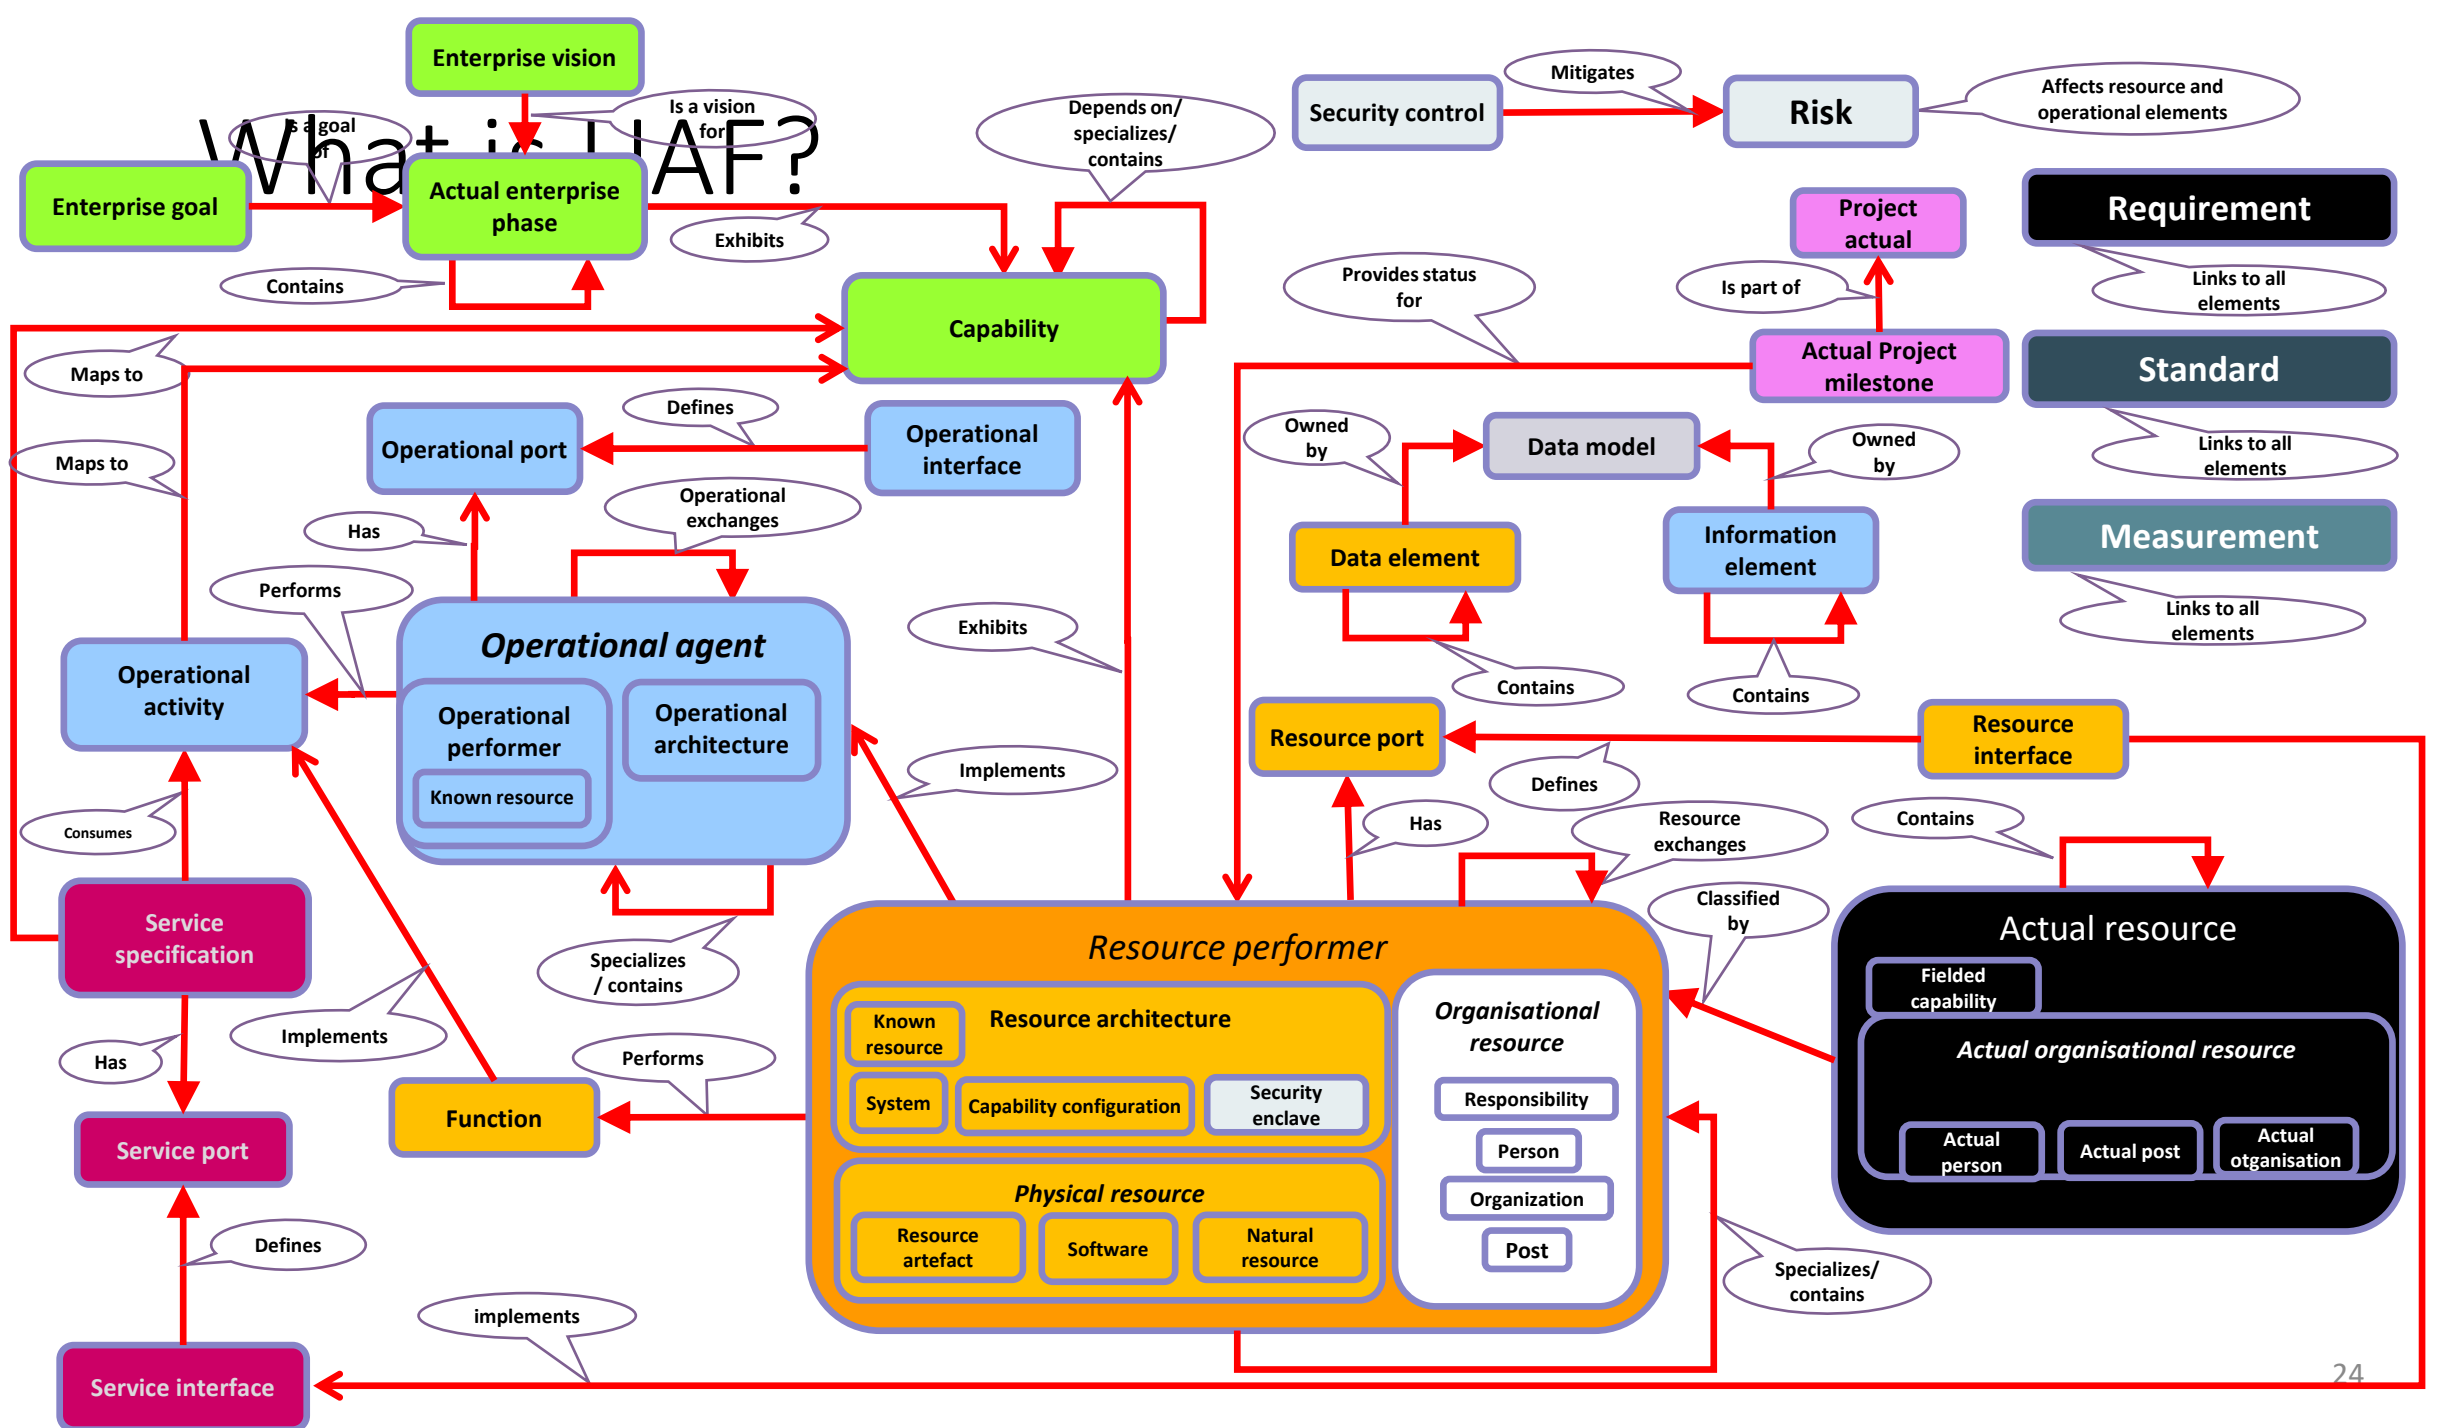 What is UAF?
Enterprise vision
Is a goal
of
Is a vision
for
Enterprise goal
Actual enterprise
phase
Exhibits
Contains
Depends on/
specializes/
contains
Capability
Security control
Mitigates
Risk
Affects resource and
operational elements
Project
actual
Is part of
Actual Project
milestone
Provides status
for
Requirement
Links to all
elements
Standard
Links to all
elements
Measurement
Links to all
elements
Maps to
Maps to
Operational port
Defines
Operational
interface
Has
Operational
exchanges
Performs
Owned
by
Data model
Owned
by
Data element
Information
element
Contains
Contains
Operational
activity
Operational agent
Operational
performer
Known resource
Operational
architecture
Exhibits
Implements
Resource port
Defines
Resource
interface
Has
Resource
exchanges
Contains
Classified
by
Consumes
Service
specification
Specializes
/ contains
Implements
Has
Service port
Function
Performs
Defines
implements
Service interface
Resource performer
Known
resource
Resource architecture
System
Capability configuration
Security
enclave
Physical resource
Resource
artefact
Software
Natural
resource
Organisational
resource
Responsibility
Person
Organization
Post
Actual resource
Fielded
capability
Actual organisational resource
Actual
person
Actual post
Actual
otganisation
Specializes/
contains
24